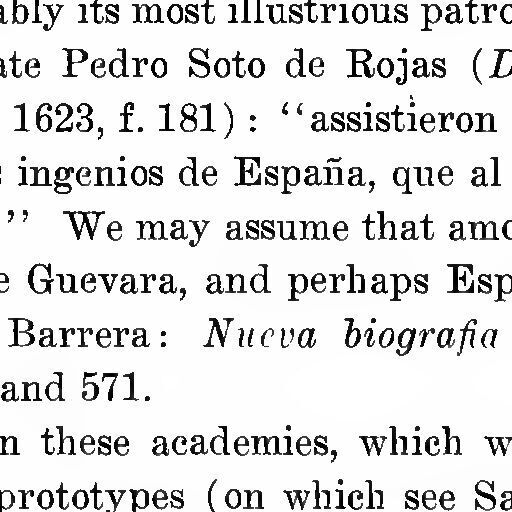 ably its most illustrious patro
ate Pedro Soto de Rojas (D
1623, f. 181) : “assistieron
ingenios de España, que al
” We may assume that amo
e Guevara, and perhaps Esp
Barrera: Nueva biografia
and 571.
n these academies, which w
prototypes (on which see Sa